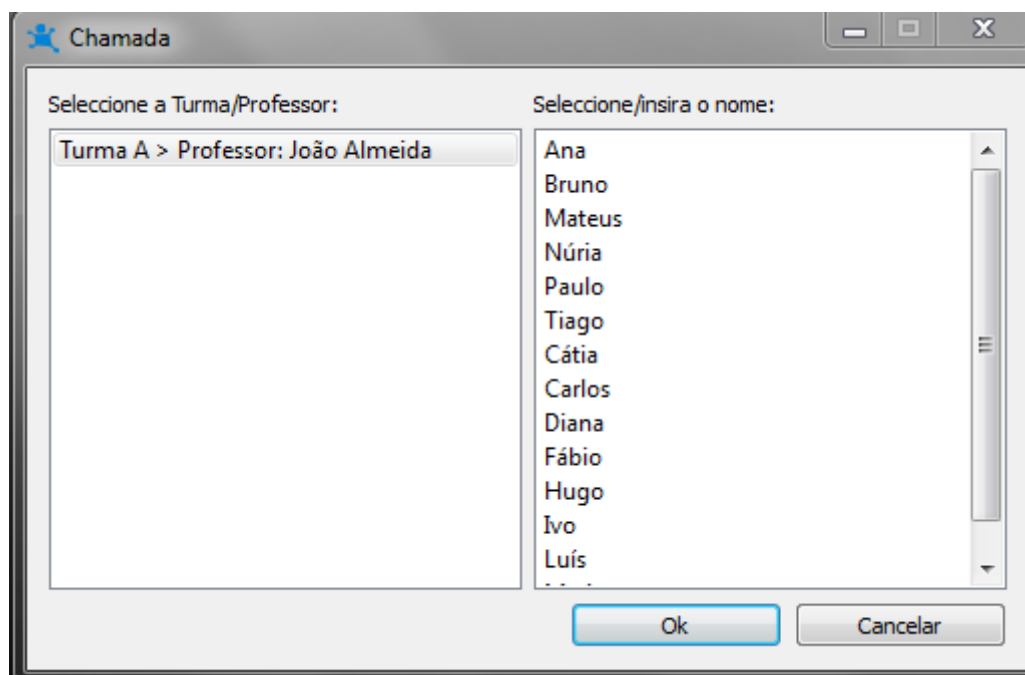 Chamada
Seleccione a Turma/Professor:
Turma A > Professor: João Almeida
Seleccione/insira o nome:
Ana
Bruno
Mateus
Núria
Paulo
Tiago
Cátia
Carlos
Diana
Fábio
Hugo
Ivo
Luís
Ok
Cancelar